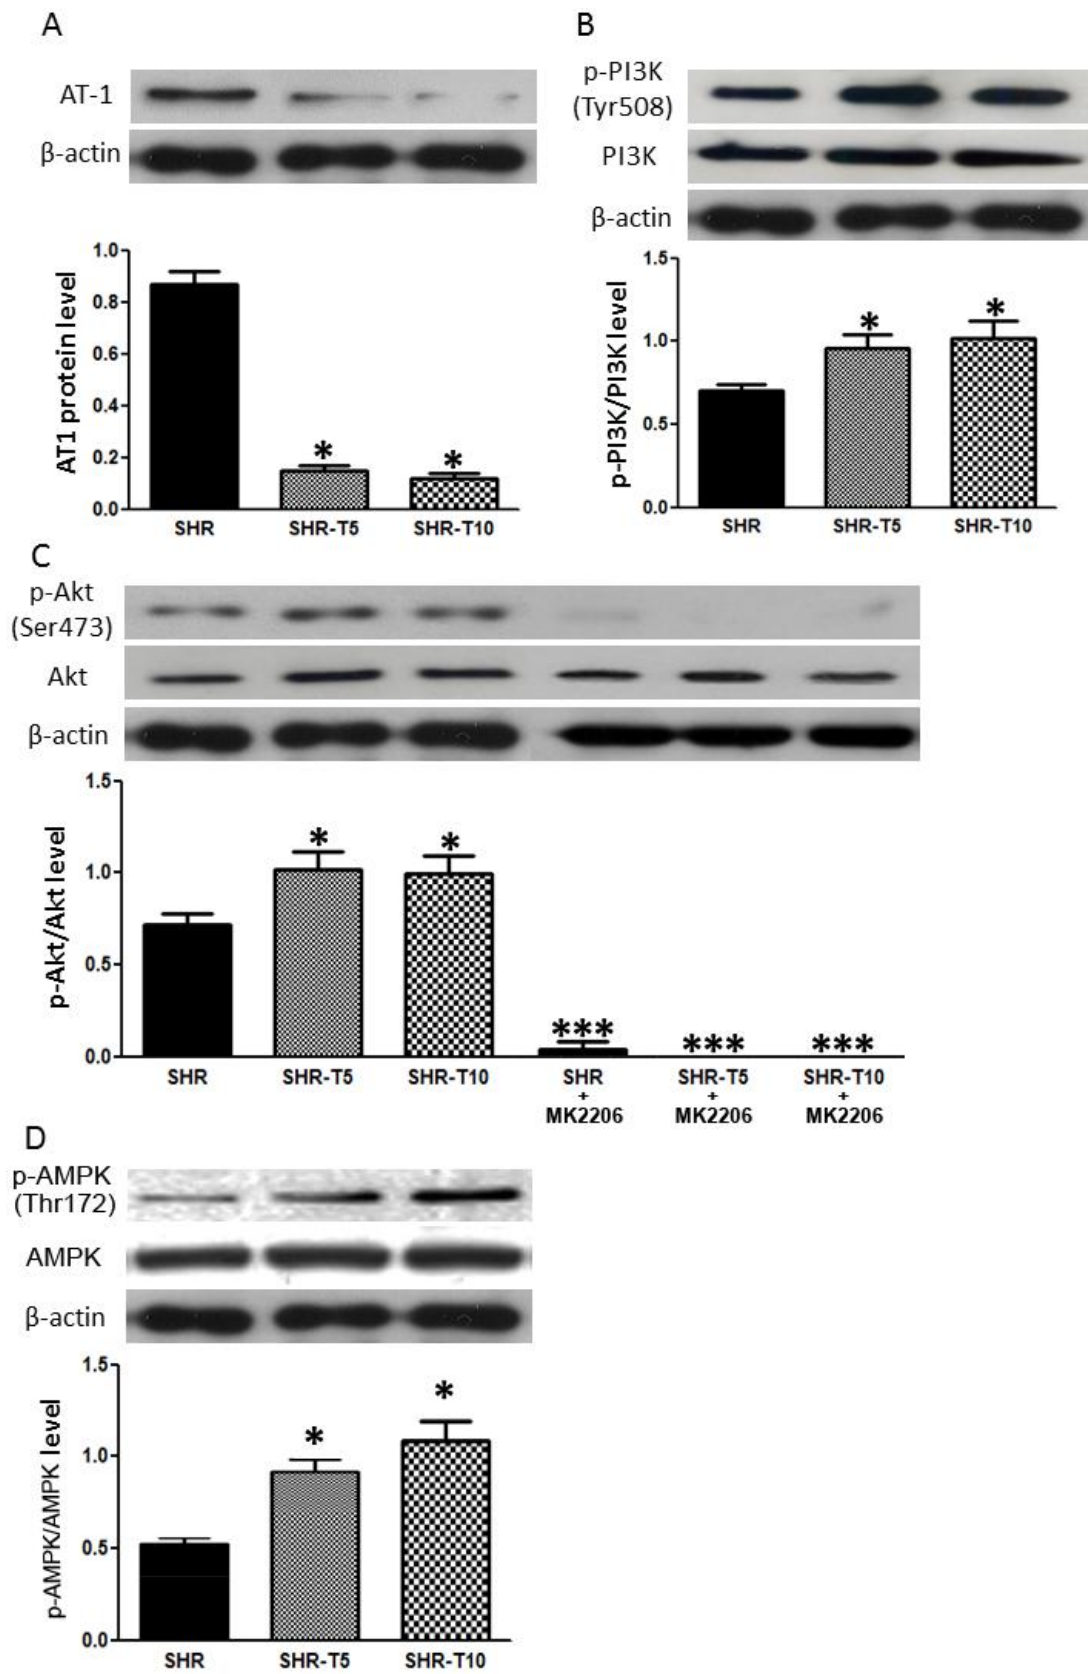 A
AT-1
β-actin
AT1 protein level
1.0
0.8
0.6
0.4
0.2
0.0
*
*
SHR SHR-T5 SHR-T10
B
p-PI3K
(Tyr508)
PI3K
β-actin
p-PI3K/PI3K level
1.5
1.0
0.5
0.0
*
*
SHR SHR-T5 SHR-T10
C
p-Akt
(Ser473)
Akt
β-actin
p-Akt/Akt level
1.5
1.0
0.5
0.0
*
*
***
***
***
SHR SHR-T5 SHR-T10 SHR SHR-T5 SHR-T10
+ + +
MK2206 MK2206 MK2206
D
p-AMPK
(Thr172)
AMPK
β-actin
p-AMPK/AMPK level
1.5
1.0
0.5
0.0
*
*
SHR SHR-T5 SHR-T10